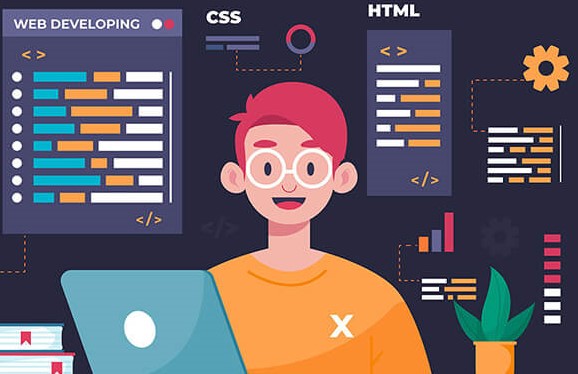 WEB DEVELOPING
CSS
HTML
< >
< >
</>
</>
</>
X